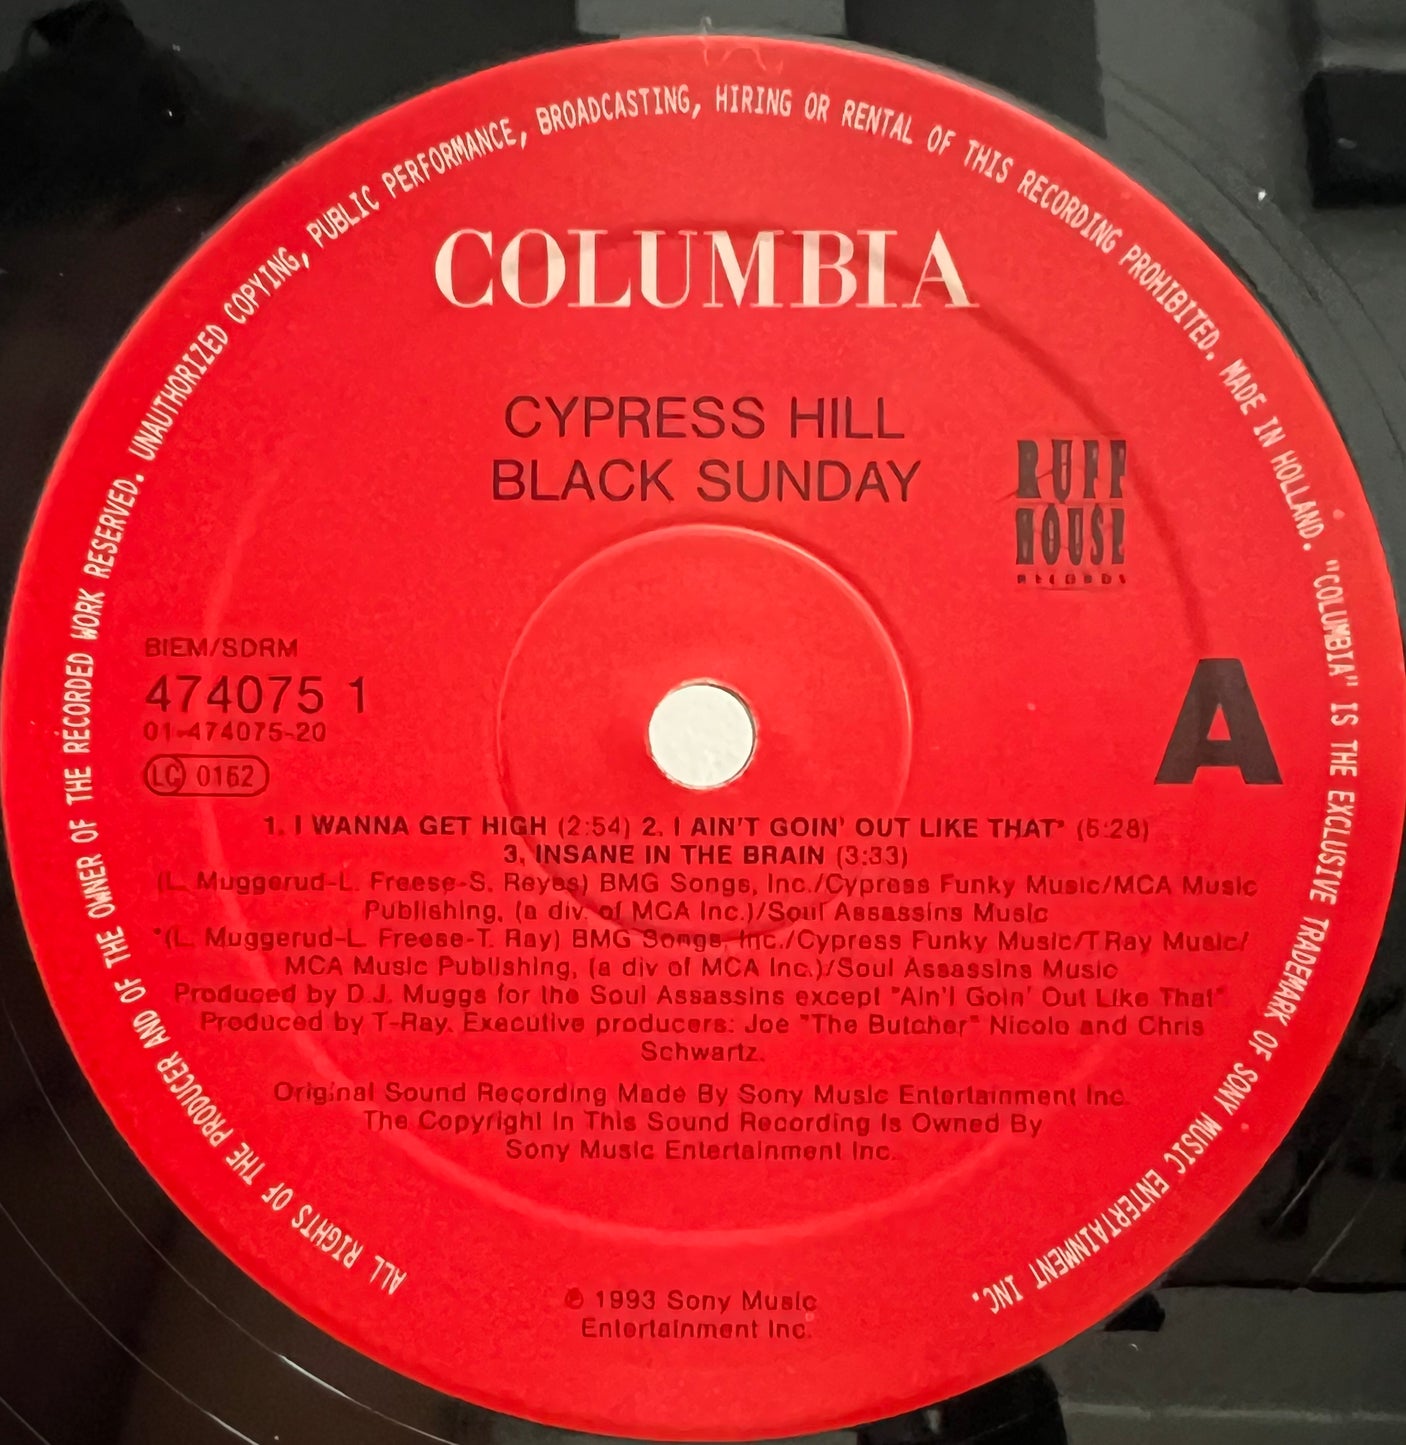 ALL RIGHTS OF THE PRODUCER AND OF THE OWNER OF THE RECORDED WORK RESERVED. UNAUTHORIZED COPYING, PUBLIC PERFORMANCE, BROADCASTING, HIRING OR RENTAL OF THIS RECORDING PROHIBITED. MADE IN HOLLAND. "COLUMBIA" IS THE EXCLUSIVE TRADEMARK OF SONY MUSIC ENTERTAINMENT INC.
COLUMBIA
CYPRESS HILL
BLACK SUNDAY
RUFF
HOUSE
RECORDS
BIEM/SDRM
474075 1
01-474075-20
LC 0162
A
1. I WANNA GET HIGH (2:54) 2. I AIN'T GOIN' OUT LIKE THAT* (5:28)
3. INSANE IN THE BRAIN (3:33)
(L. Muggerud-L. Freese-S. Reyes) BMG Songs, Inc./Cypress Funky Music/MCA Music
Publishing, (a div. of MCA Inc.)/Soul Assassins Music
*(L. Muggerud-L. Freese-T. Ray) BMG Songs, Inc./Cypress Funky Music/TRay Music/
MCA Music Publishing, (a div of MCA Inc.)/Soul Assassins Music
Produced by D.J. Muggs for the Soul Assassins except "Ain't Goin' Out Like That"
Produced by T-Ray. Executive producers: Joe "The Butcher" Nicolo and Chris
Schwartz.
Original Sound Recording Made By Sony Music Entertainment Inc.
The Copyright In This Sound Recording Is Owned By
Sony Music Entertainment Inc.
℗ 1993 Sony Music
Entertainment Inc.